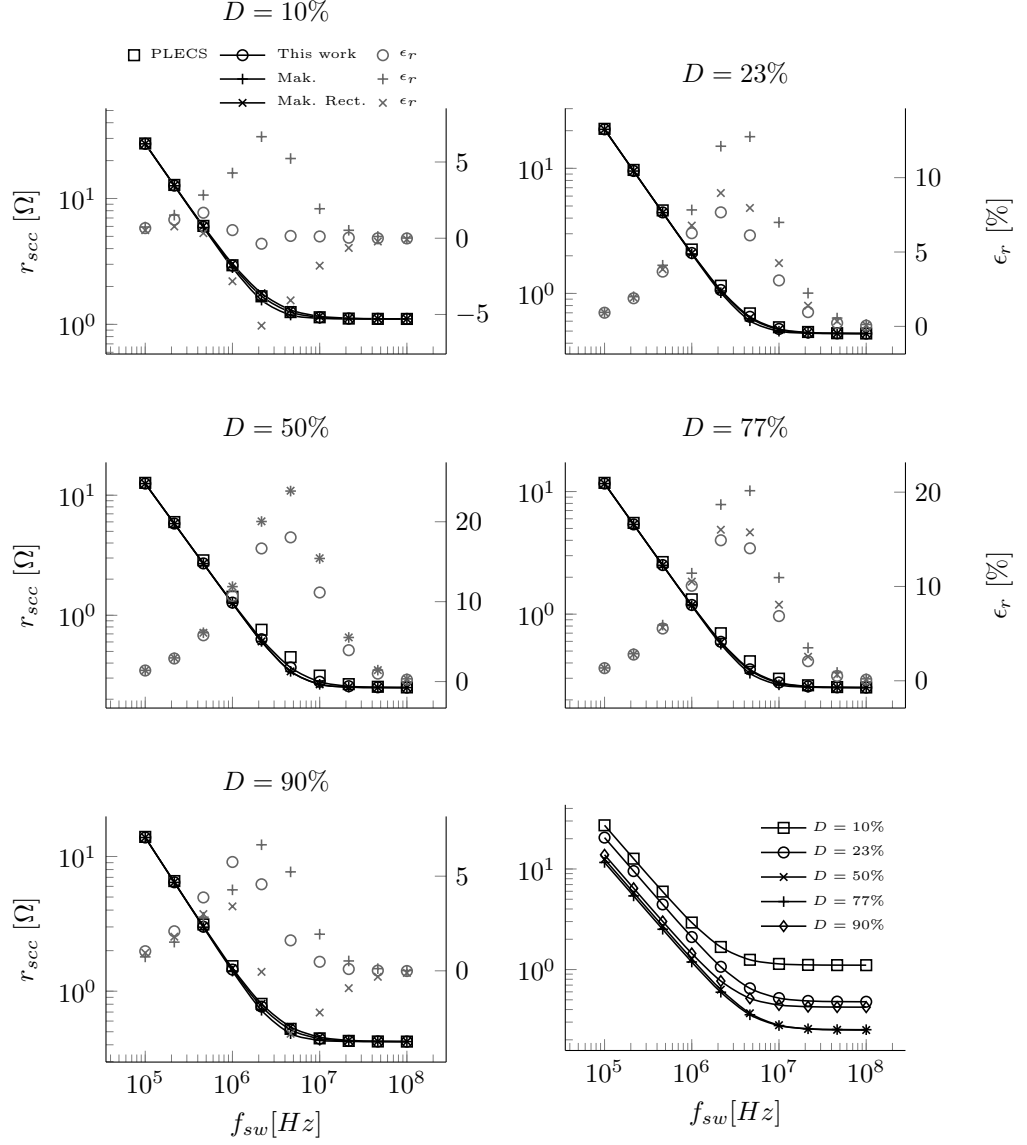 D = 10%
PLECS This work ϵr
Mak. ϵr
Mak. Rect. ϵr
D = 23%
10^1
10^0
r_scc [Ω]
5
0
−5
10^1
10^0
10
5
0
ϵr [%]
D = 50%
D = 77%
10^1
10^0
r_scc [Ω]
20
10
0
10^1
10^0
20
10
0
ϵr [%]
D = 90%
10^1
10^0
r_scc [Ω]
5
0
10^5 10^6 10^7 10^8
f_sw[Hz]
D = 10%
D = 23%
D = 50%
D = 77%
D = 90%
10^1
10^0
10^5 10^6 10^7 10^8
f_sw[Hz]